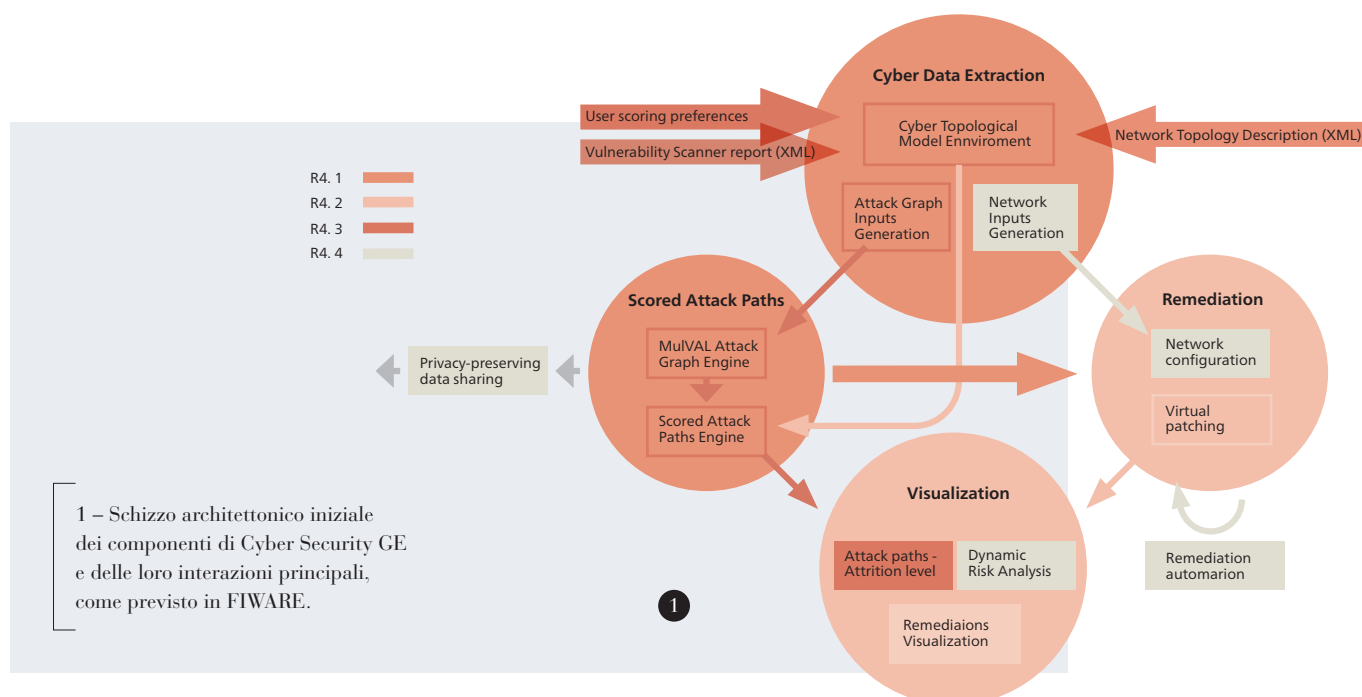 Cyber Data Extraction
User scoring preferences
Cyber Topological
Model Ennviroment
Network Topology Description (XML)
Vulnerability Scanner report (XML)
R4. 1
R4. 2
R4. 3
R4. 4
Attack Graph
Inputs
Generation
Network
Inputs
Generation
Scored Attack Paths
Remediation
MulVAL Attack
Graph Engine
Network
configuration
Privacy-preserving
data sharing
Scored Attack
Paths Engine
Virtual
patching
Visualization
1 – Schizzo architettonico iniziale
dei componenti di Cyber Security GE
e delle loro interazioni principali,
come previsto in FIWARE.
Attack paths -
Attrition level
Dynamic
Risk Analysis
Remediation
automarion
1
Remediaions
Visualization